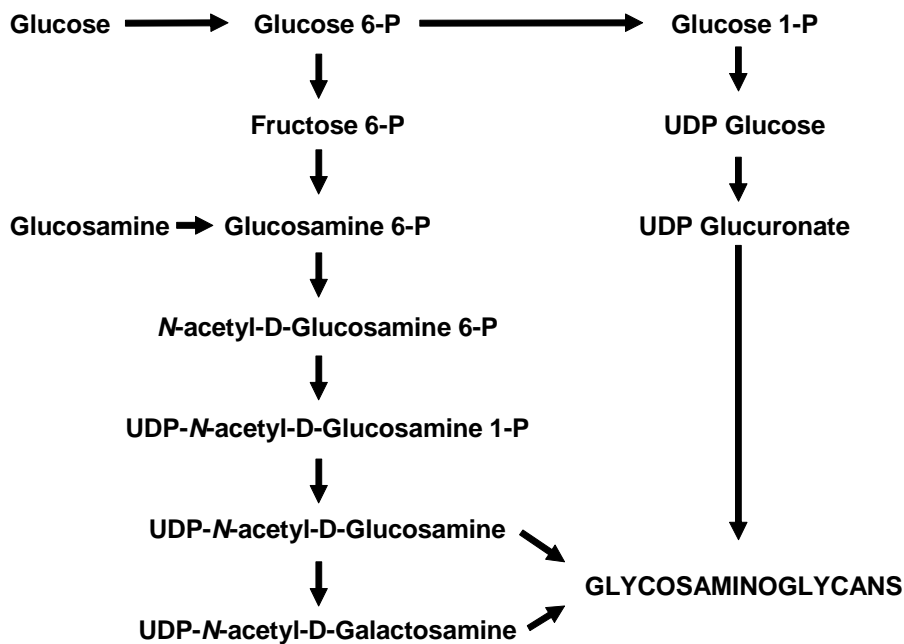 Glucose
Glucose 6-P
Glucose 1-P
Fructose 6-P
UDP Glucose
Glucosamine
Glucosamine 6-P
UDP Glucuronate
N-acetyl-D-Glucosamine 6-P
UDP-N-acetyl-D-Glucosamine 1-P
UDP-N-acetyl-D-Glucosamine
GLYCOSAMINOGLYCANS
UDP-N-acetyl-D-Galactosamine